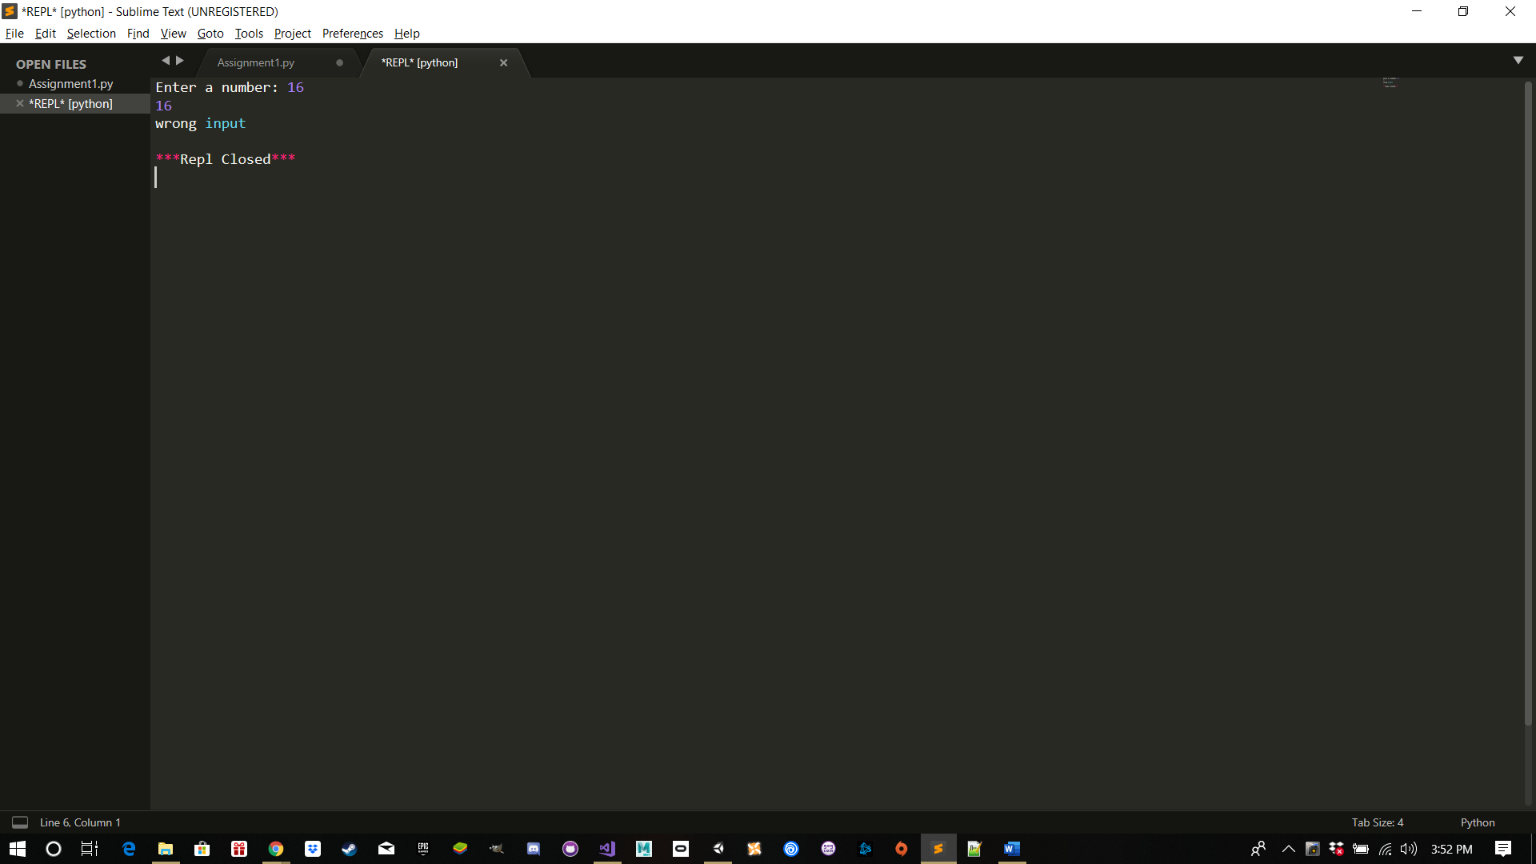 *REPL* [python] - Sublime Text (UNREGISTERED)
File Edit Selection Find View Goto Tools Project Preferences Help
OPEN FILES
Assignment1.py
*REPL* [python]
Assignment1.py
*REPL* [python]
Enter a number: 16
16
wrong input
***Repl Closed***
Line 6, Column 1
Tab Size: 4
Python
3:52 PM